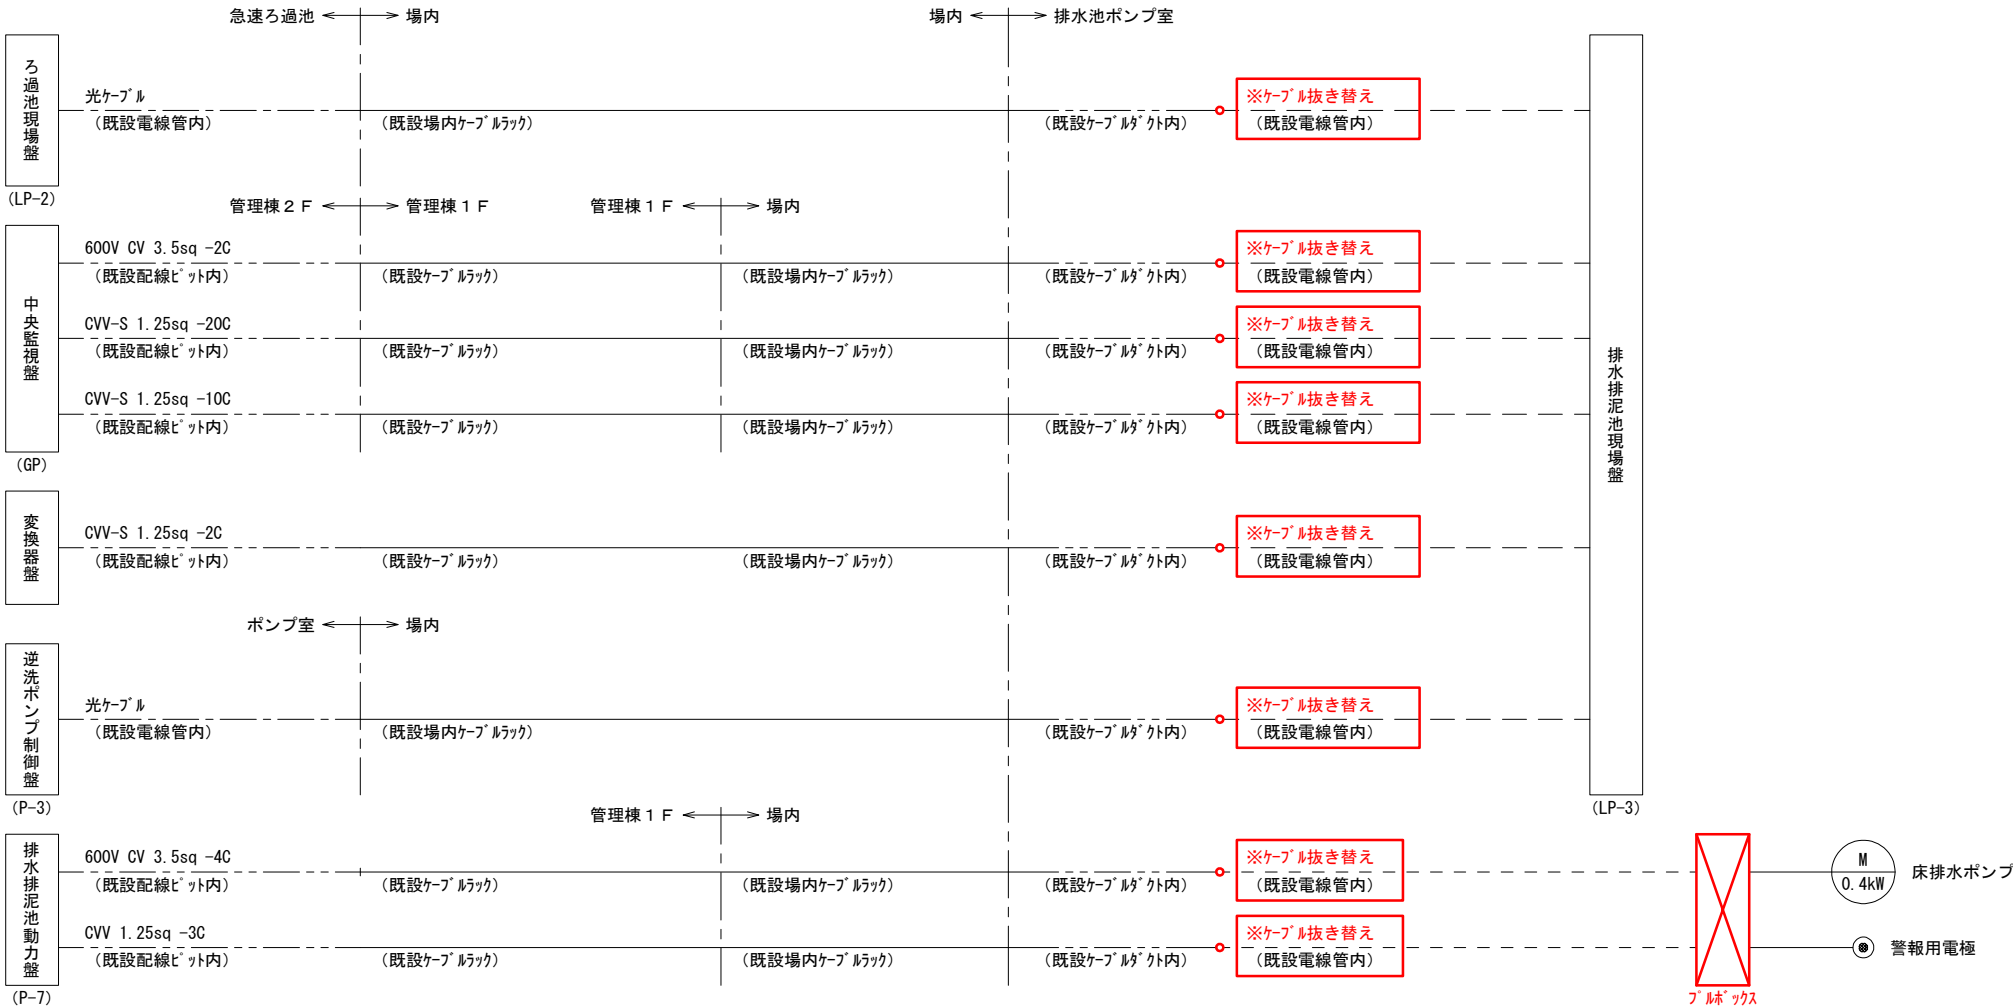 急速ろ過池 場内 場内 排水池ポンプ室
ろ過池現場盤
(LP-2)
光ケーブル ※ケーブル抜き替え
(既設電線管内) (既設場内ケーブルラック) (既設ケーブルダクト内) (既設電線管内)
管理棟２Ｆ 管理棟１Ｆ 管理棟１Ｆ 場内
中央監視盤
(GP)
600V CV 3.5sq -2C ※ケーブル抜き替え
(既設配線ピット内) (既設ケーブルラック) (既設場内ケーブルラック) (既設ケーブルダクト内) (既設電線管内)
CVV-S 1.25sq -20C ※ケーブル抜き替え
(既設配線ピット内) (既設ケーブルラック) (既設場内ケーブルラック) (既設ケーブルダクト内) (既設電線管内)
CVV-S 1.25sq -10C ※ケーブル抜き替え
(既設配線ピット内) (既設ケーブルラック) (既設場内ケーブルラック) (既設ケーブルダクト内) (既設電線管内)
排水排泥池現場盤
(LP-3)
変換器盤
CVV-S 1.25sq -2C ※ケーブル抜き替え
(既設配線ピット内) (既設ケーブルラック) (既設場内ケーブルラック) (既設ケーブルダクト内) (既設電線管内)
ポンプ室 場内
逆洗ポンプ制御盤
(P-3)
光ケーブル ※ケーブル抜き替え
(既設電線管内) (既設場内ケーブルラック) (既設ケーブルダクト内) (既設電線管内)
管理棟１Ｆ 場内
排水排泥池動力盤
(P-7)
600V CV 3.5sq -4C ※ケーブル抜き替え
(既設配線ピット内) (既設ケーブルラック) (既設場内ケーブルラック) (既設ケーブルダクト内) (既設電線管内)
M
0.4kW
床排水ポンプ
CVV 1.25sq -3C ※ケーブル抜き替え
(既設配線ピット内) (既設ケーブルラック) (既設場内ケーブルラック) (既設ケーブルダクト内) (既設電線管内)
警報用電極
プルボックス